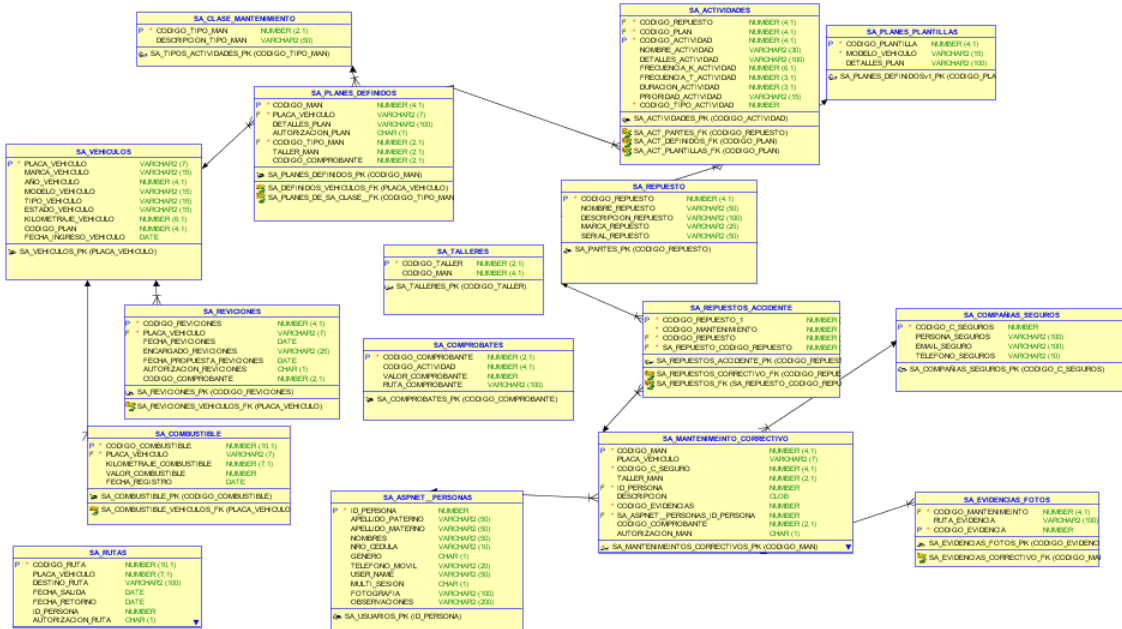 SA_CLASE_MANTENIMIENTO
P * CODIGO_TIPO_MAN NUMBER (2,1)
DESCRIPCION_TIPO_MAN VARCHAR2 (50)
SA_TIPOS_ACTIVIDADES_PK (CODIGO_TIPO_MAN)
SA_ACTIVIDADES
F * CODIGO_REPUESTO NUMBER (4,1)
F * CODIGO_PLAN NUMBER (4,1)
P * CODIGO_ACTIVIDAD NUMBER (4,1)
NOMBRE_ACTIVIDAD VARCHAR2 (30)
DETALLES_ACTIVIDAD VARCHAR2 (100)
FRECUENCIA_K_ACTIVIDAD NUMBER (6,1)
FRECUENCIA_T_ACTIVIDAD NUMBER (3,1)
DURACION_ACTIVIDAD NUMBER (3,1)
PRIORIDAD_ACTIVIDAD VARCHAR2 (15)
* CODIGO_TIPO_ACTIVIDAD NUMBER
SA_ACTIVIDADES_PK (CODIGO_ACTIVIDAD)
SA_ACT_PARTES_FK (CODIGO_REPUESTO)
SA_ACT_DEFINIDOS_FK (CODIGO_PLAN)
SA_ACT_PLANTILLAS_FK (CODIGO_PLAN)
SA_PLANES_PLANTILLAS
P * CODIGO_PLANTILLA NUMBER (4,1)
* MODELO_VEHICULO VARCHAR2 (15)
DETALLES_PLAN VARCHAR2 (100)
SA_PLANES_DEFINIDOSv1_PK (CODIGO_PLA
SA_PLANES_DEFINIDOS
P * CODIGO_MAN NUMBER (4,1)
F * PLACA_VEHICULO VARCHAR2 (7)
DETALLES_PLAN VARCHAR2 (100)
AUTORIZACION_PLAN CHAR (1)
F * CODIGO_TIPO_MAN NUMBER (2,1)
TALLER_MAN NUMBER (2,1)
CODIGO_COMPROBANTE NUMBER (2,1)
SA_PLANES_DEFINIDOS_PK (CODIGO_MAN)
SA_DEFINIDOS_VEHICULOS_FK (PLACA_VEHICULO)
SA_PLANES_DE_SA_CLASE__FK (CODIGO_TIPO_MAN
SA_VEHICULOS
P * PLACA_VEHICULO VARCHAR2 (7)
MARCA_VEHICULO VARCHAR2 (15)
AÑO_VEHICULO NUMBER (4,1)
MODELO_VEHICULO VARCHAR2 (15)
TIPO_VEHICULO VARCHAR2 (15)
ESTADO_VEHICULO VARCHAR2 (15)
KILOMETRAJE_VEHICULO NUMBER (6,1)
CODIGO_PLAN NUMBER (4,1)
FECHA_INGRESO_VEHICULO DATE
SA_VEHICULOS_PK (PLACA_VEHICULO)
SA_REPUESTO
P * CODIGO_REPUESTO NUMBER (4,1)
NOMBRE_REPUESTO VARCHAR2 (50)
DESCRIPCION_REPUESTO VARCHAR2 (100)
MARCA_REPUESTO VARCHAR2 (25)
SERIAL_REPUESTO VARCHAR2 (50)
SA_PARTES_PK (CODIGO_REPUESTO)
SA_TALLERES
P * CODIGO_TALLER NUMBER (2,1)
CODIGO_MAN NUMBER (4,1)
SA_TALLERES_PK (CODIGO_TALLER)
SA_REVICIONES
P * CODIGO_REVICIONES NUMBER (4,1)
F * PLACA_VEHICULO VARCHAR2 (7)
FECHA_REVICIONES DATE
ENCARGADO_REVICIONES VARCHAR2 (25)
FECHA_PROPUESTA_REVICIONES DATE
AUTORIZACION_REVICIONES CHAR (1)
CODIGO_COMPROBANTE NUMBER (2,1)
SA_REVICIONES_PK (CODIGO_REVICIONES)
SA_REVICIONES_VEHICULOS_FK (PLACA_VEHICULO)
SA_REPUESTOS_ACCIDENTE
P * CODIGO_REPUESTO_1 NUMBER
* CODIGO_MANTENIMIENTO NUMBER
F * CODIGO_REPUESTO NUMBER
F * SA_REPUESTO_CODIGO_REPUESTO NUMBER
SA_REPUESTOS_ACCIDENTE_PK (CODIGO_REPUEST
SA_REPUESTOS_CORRECTIVO_FK (CODIGO_REPUE
SA_REPUESTOS_FK (SA_REPUESTO_CODIGO_REPU
SA_COMPAÑIAS_SEGUROS
P * CODIGO_C_SEGUROS NUMBER
PERSONA_SEGUROS VARCHAR2 (100)
EMAIL_SEGURO VARCHAR2 (100)
TELEFONO_SEGUROS VARCHAR2 (10)
SA_COMPAÑIAS_SEGUROS_PK (CODIGO_C_SEGUROS)
SA_COMPROBATES
P * CODIGO_COMPROBANTE NUMBER (2,1)
CODIGO_ACTIVIDAD NUMBER (4,1)
VALOR_COMPROBANTE NUMBER
RUTA_COMPROBANTE VARCHAR2 (100)
SA_COMPROBATES_PK (CODIGO_COMPROBANTE)
SA_COMBUSTIBLE
P * CODIGO_COMBUSTIBLE NUMBER (10,1)
F * PLACA_VEHICULO VARCHAR2 (7)
KILOMETRAJE_COMBUSTIBLE NUMBER (7,1)
VALOR_COMBUSTIBLE NUMBER
FECHA_REGISTRO DATE
SA_COMBUSTIBLE_PK (CODIGO_COMBUSTIBLE)
SA_COMBUSTIBLE_VEHICULOS_FK (PLACA_VEHICULO
SA_MANTENIMEINTO_CORRECTIVO
P * CODIGO_MAN NUMBER (4,1)
PLACA_VEHICULO VARCHAR2 (7)
* CODIGO_C_SEGURO NUMBER (4,1)
TALLER_MAN NUMBER (2,1)
F * ID_PERSONA NUMBER
DESCRIPCION CLOB
* CODIGO_EVIDENCIAS NUMBER
F * SA_ASPNET__PERSONAS_ID_PERSONA NUMBER
CODIGO_COMPROBANTE NUMBER (2,1)
AUTORIZACION_MAN CHAR (1)
SA_MANTENIMEINTOS_CORRECTIVOS_PK (CODIGO_MAN)
SA_ASPNET__PERSONAS
P * ID_PERSONA NUMBER
APELLIDO_PATERNO VARCHAR2 (50)
APELLIDO_MATERNO VARCHAR2 (50)
NOMBRES VARCHAR2 (50)
NRO_CEDULA VARCHAR2 (10)
GENERO CHAR (1)
TELEFONO_MOVIL VARCHAR2 (20)
USER_NAME VARCHAR2 (50)
MULTI_SESION CHAR (1)
FOTOGRAFIA VARCHAR2 (100)
OBSERVACIONES VARCHAR2 (200)
SA_USUARIOS_PK (ID_PERSONA)
SA_EVIDENCIAS_FOTOS
F * CODIGO_MANTENIMEINTO NUMBER (4,1)
RUTA_EVIDENCIA VARCHAR2 (100)
P * CODIGO_EVIDENCIA NUMBER
SA_EVIDENCIAS_FOTOS_PK (CODIGO_EVIDENC
SA_EVIDENCIAS_CORRECTIVO_FK (CODIGO_MA
SA_RUTAS
P * CODIGO_RUTA NUMBER (10,1)
PLACA_VEHICULO NUMBER (7,1)
DESTINO_RUTA VARCHAR2 (100)
FECHA_SALIDA DATE
FECHA_RETORNO DATE
ID_PERSONA NUMBER
AUTORIZACION_RUTA CHAR (1)